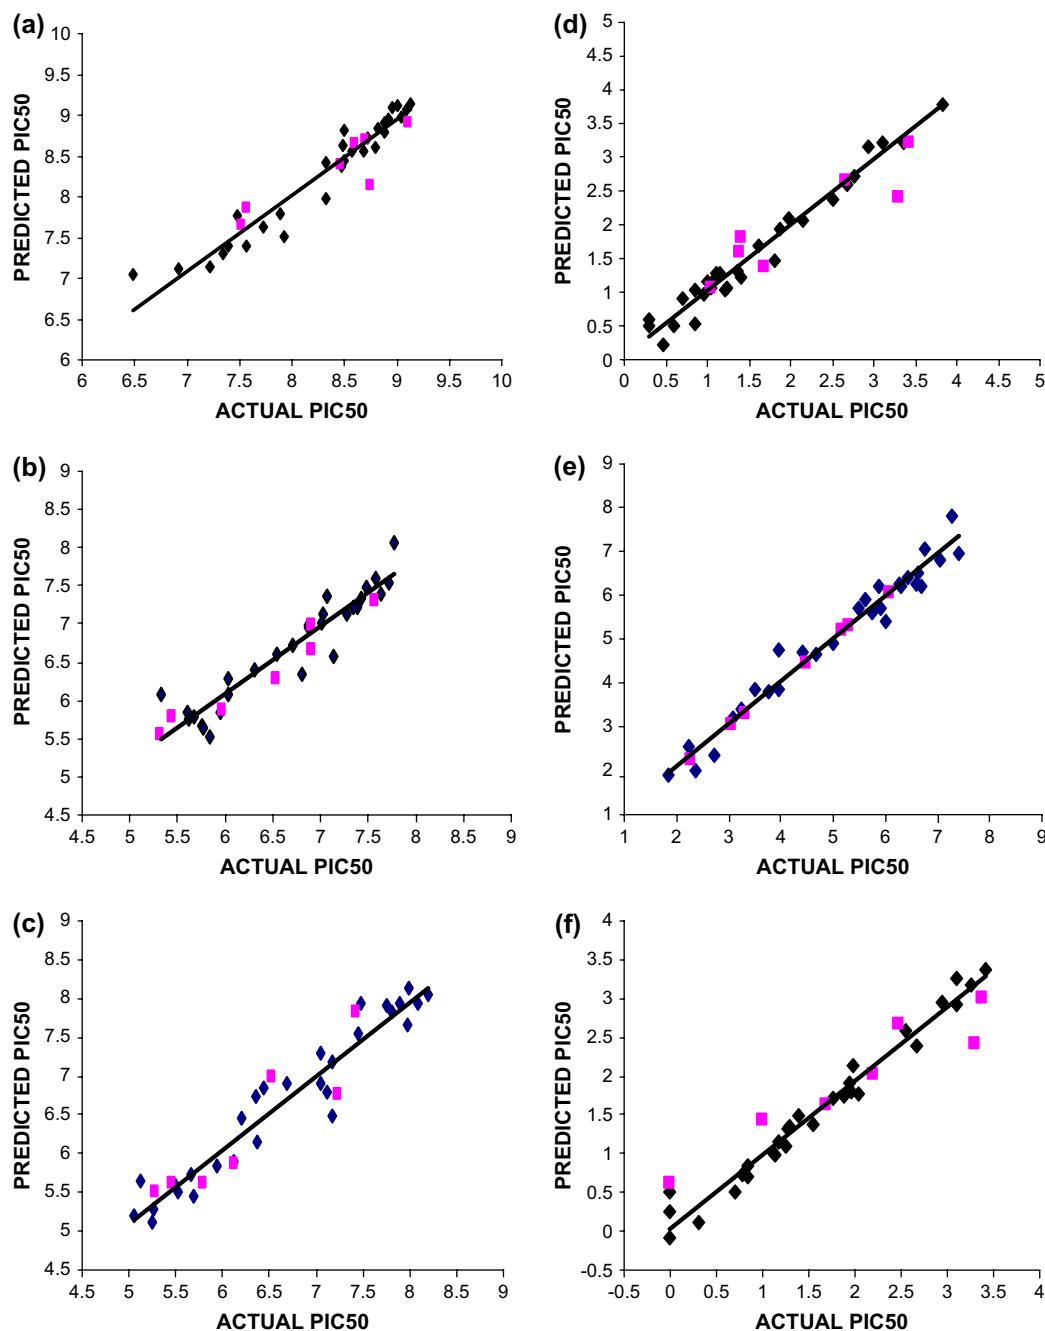 (a)
PREDICTED PIC50
10
9.5
9
8.5
8
7.5
7
6.5
6
6 6.5 7 7.5 8 8.5 9 9.5 10
ACTUAL PIC50
(d)
PREDICTED PIC50
5
4.5
4
3.5
3
2.5
2
1.5
1
0.5
0
0 0.5 1 1.5 2 2.5 3 3.5 4 4.5 5
ACTUAL PIC50
(b)
PREDICTED PIC50
9
8.5
8
7.5
7
6.5
6
5.5
5
4.5
4.5 5 5.5 6 6.5 7 7.5 8 8.5 9
ACTUAL PIC50
(e)
PREDICTED PIC50
9
8
7
6
5
4
3
2
1
1 2 3 4 5 6 7 8 9
ACTUAL PIC50
(c)
PREDICTED PIC50
9
8.5
8
7.5
7
6.5
6
5.5
5
4.5
4.5 5 5.5 6 6.5 7 7.5 8 8.5 9
ACTUAL PIC50
(f)
PREDICTED PIC50
4
3.5
3
2.5
2
1.5
1
0.5
0
-0.5
-0.5 0 0.5 1 1.5 2 2.5 3 3.5 4
ACTUAL PIC50